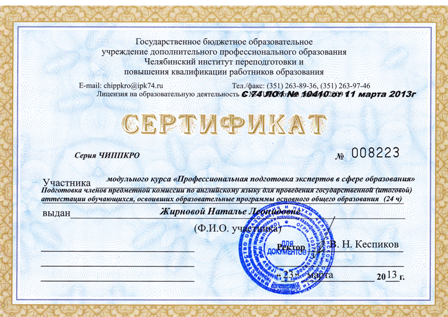 Государственное бюджетное образовательное
учреждение дополнительного профессионального образования
Челябинский институт переподготовки и
повышения квалификации работников образования
E-mail: chippkro@ipk74.ru Тел./факс: (351) 263-89-36, (351) 263-97-46
Лицензия на образовательную деятельность С 74 Л01 № 10410 от 11 марта 2013г
СЕРТИФИКАТ
Серия ЧИППКРО № 008223
Участника модульного курса «Профессиональная подготовка экспертов в сфере образования»
Подготовка членов предметной комиссии по английскому языку для проведения государственной (итоговой)
аттестации обучающихся, освоивших образовательные программы основного общего образования (24 ч)
выдан Жирновой Наталье Леонидовне
(Ф.И.О. участника)
Ректор В. Н. Кеспиков
ДЛЯ
ДОКУМЕНТОВ
марта 2013 г.